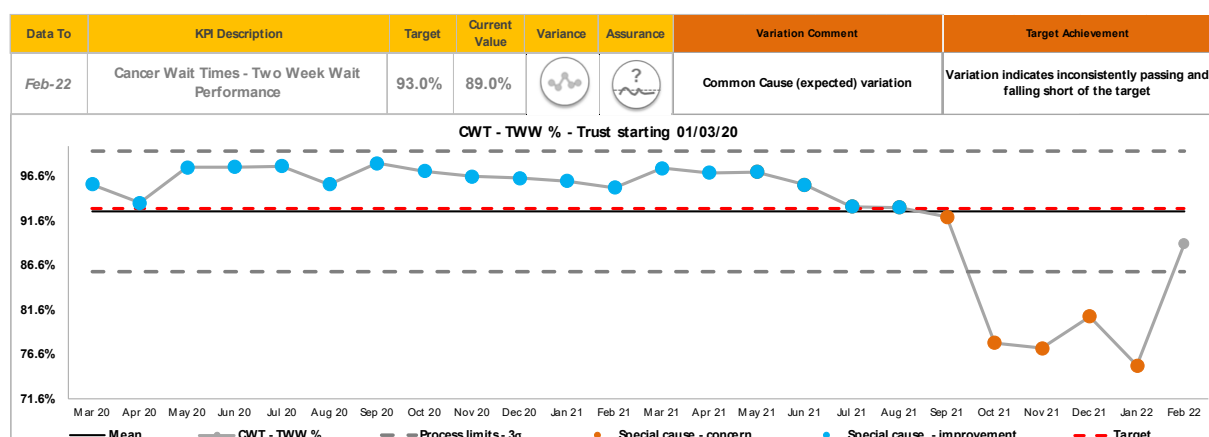 Data To KPI Description Target Current Value Variance Assurance Variation Comment Target Achievement
Feb-22 Cancer Wait Times - Two Week Wait Performance 93.0% 89.0% ? Common Cause (expected) variation Variation indicates inconsistently passing and falling short of the target
CWT - TWW % - Trust starting 01/03/20
96.6%
91.6%
86.6%
81.6%
76.6%
71.6%
Mar 20 Apr 20 May 20 Jun 20 Jul 20 Aug 20 Sep 20 Oct 20 Nov 20 Dec 20 Jan 21 Feb 21 Mar 21 Apr 21 May 21 Jun 21 Jul 21 Aug 21 Sep 21 Oct 21 Nov 21 Dec 21 Jan 22 Feb 22
Mean CWT - TWW % Process limits - 3σ Special cause - concern Special cause - improvement Target